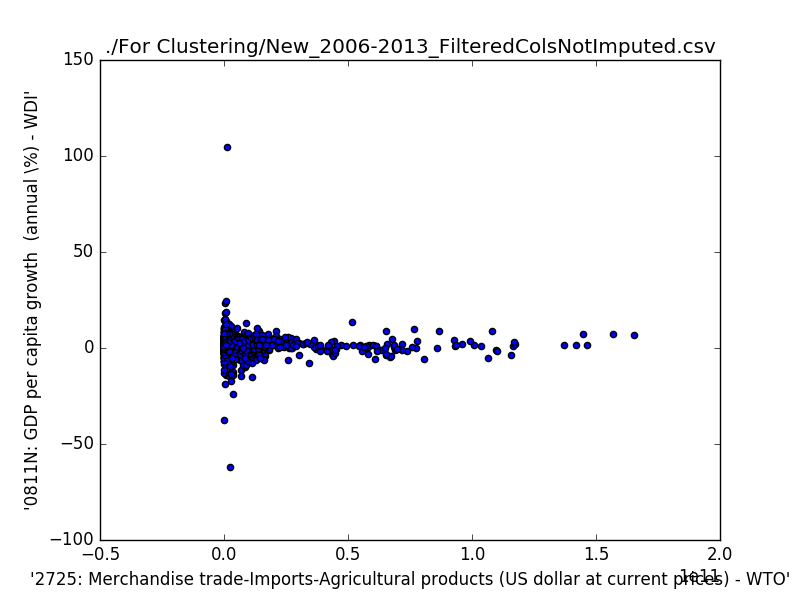 ./For Clustering/New_2006-2013_FilteredColsNotImputed.csv
150
100
50
0
−50
−100
'0811N: GDP per capita growth  (annual \%) - WDI'
−0.5 0.0 0.5 1.0 1.5 2.0
1e11
'2725: Merchandise trade-Imports-Agricultural products (US dollar at current prices) - WTO'